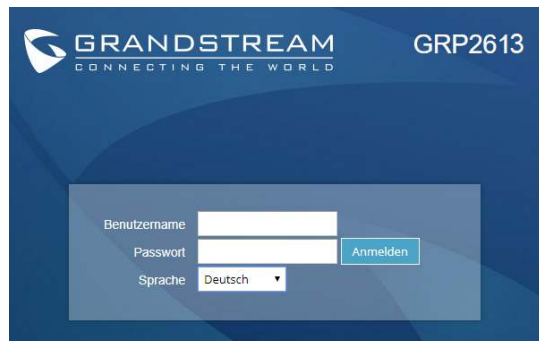 GRANDSTREAM
CONNECTING THE WORLD
GRP2613
Benutzername
Passwort
Anmelden
Sprache
Deutsch